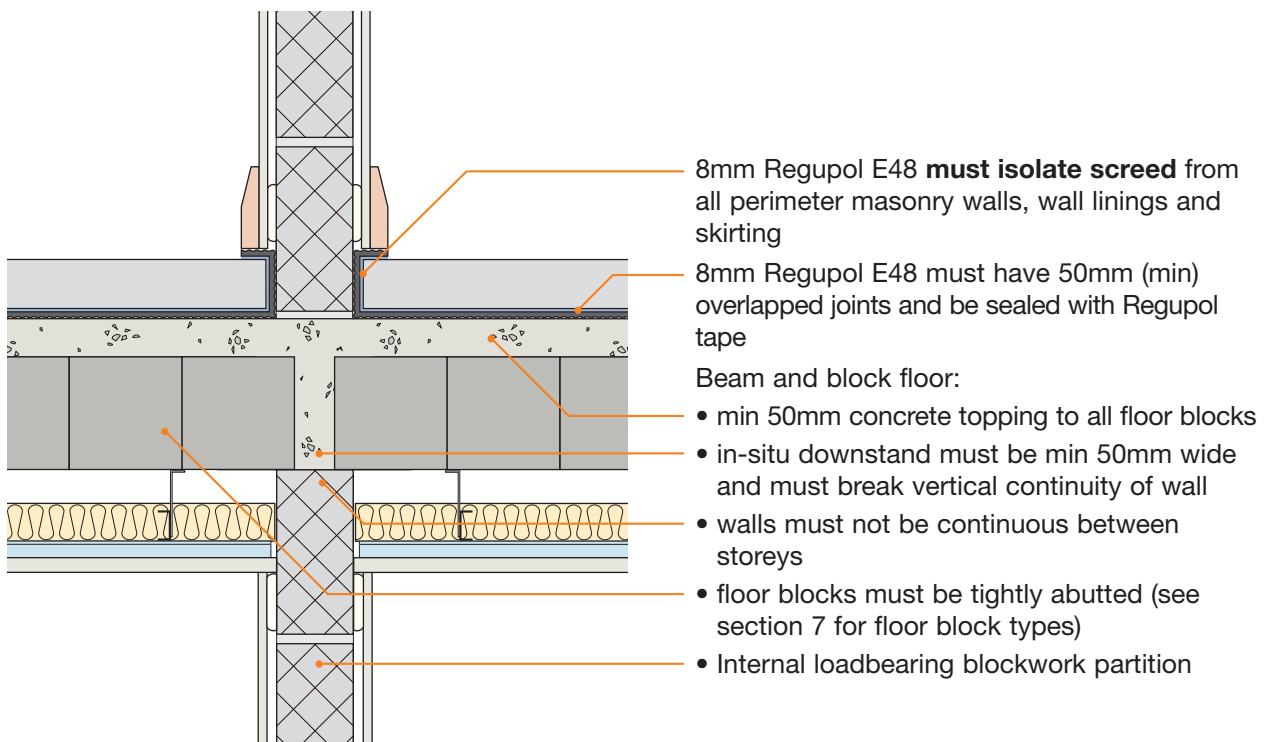 8mm Regupol E48 must isolate screed from
all perimeter masonry walls, wall linings and
skirting
8mm Regupol E48 must have 50mm (min)
overlapped joints and be sealed with Regupol
tape
Beam and block floor:
• min 50mm concrete topping to all floor blocks
• in-situ downstand must be min 50mm wide
and must break vertical continuity of wall
• walls must not be continuous between
storeys
• floor blocks must be tightly abutted (see
section 7 for floor block types)
• Internal loadbearing blockwork partition